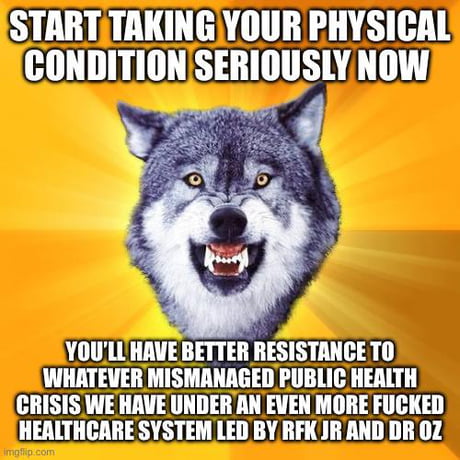 START TAKING YOUR PHYSICAL
CONDITION SERIOUSLY NOW
YOU'LL HAVE BETTER RESISTANCE TO
WHATEVER MISMANAGED PUBLIC HEALTH
CRISIS WE HAVE UNDER AN EVEN MORE FUCKED
HEALTHCARE SYSTEM LED BY RFK JR AND DR OZ
imgflip.com